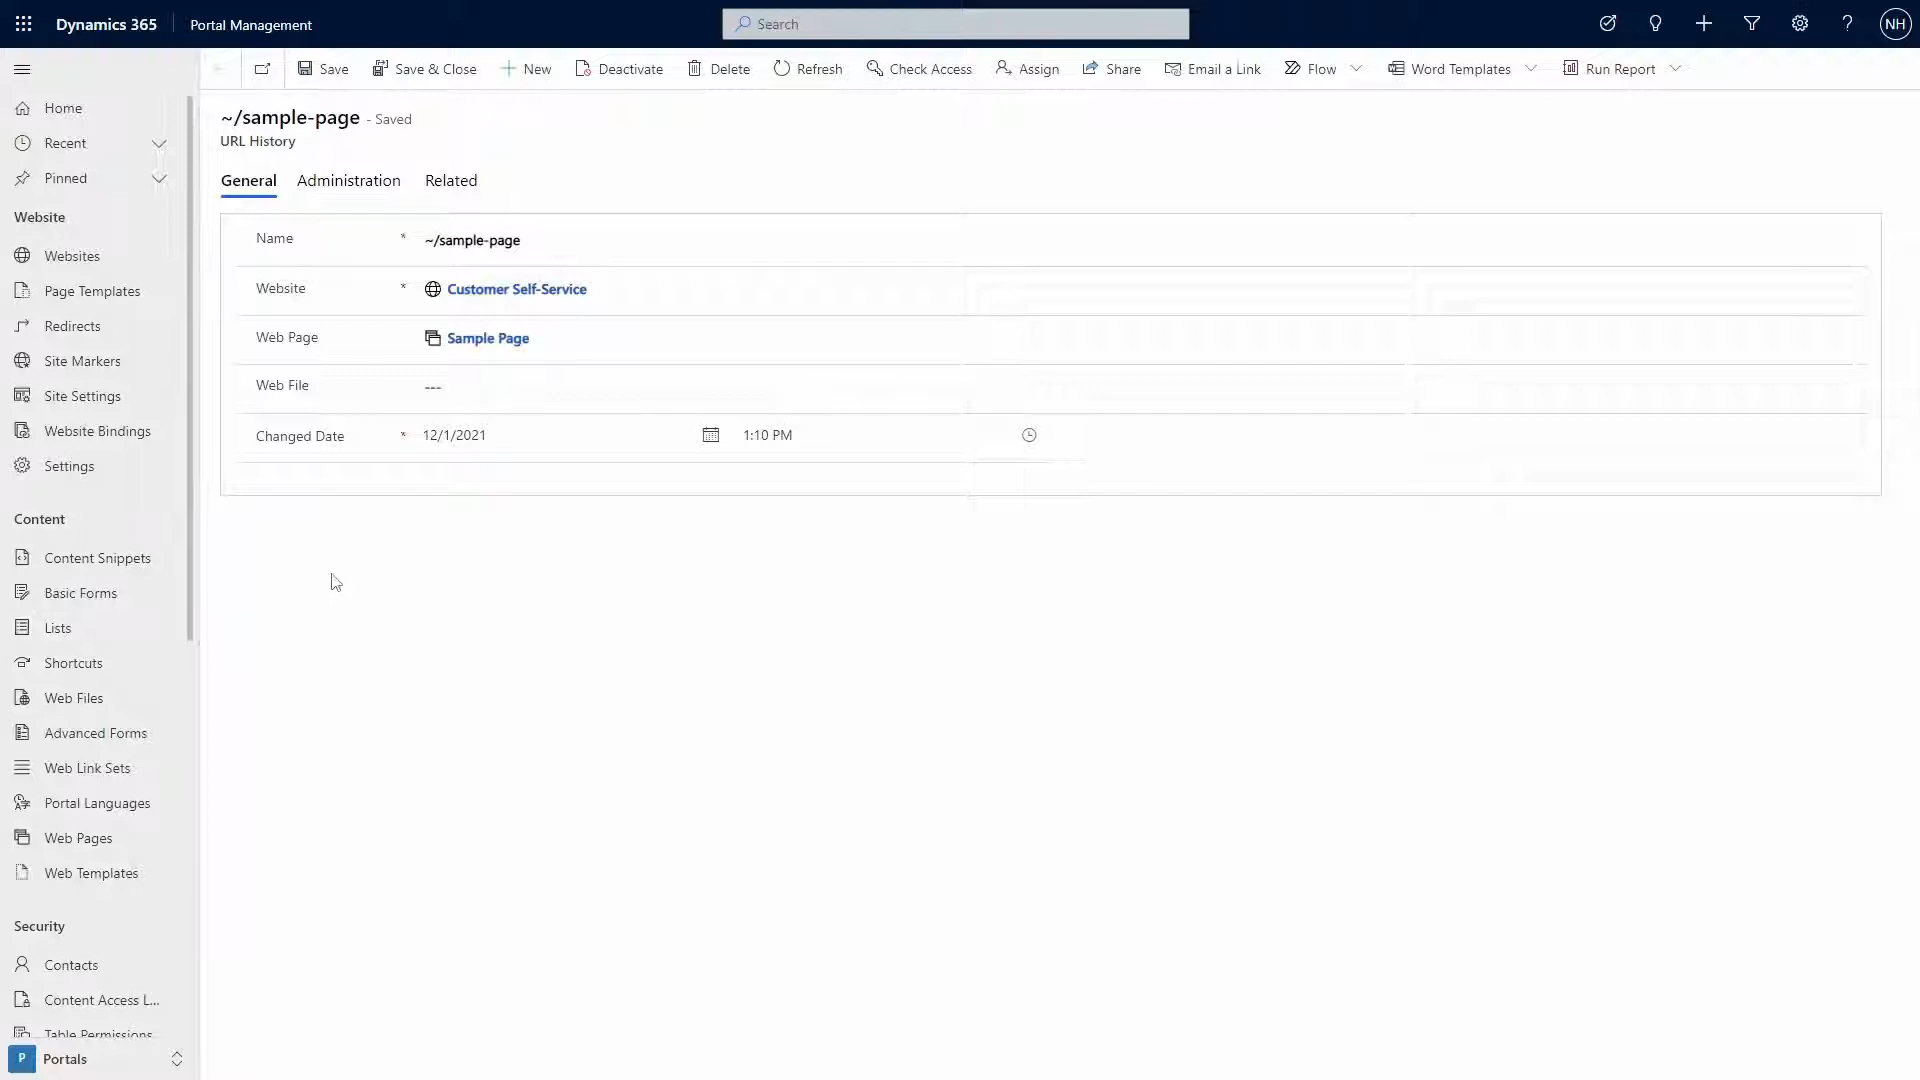 Dynamics 365 Portal Management Search NH
Save Save & Close New Deactivate Delete Refresh Check Access Assign Share Email a Link Flow Word Templates Run Report
Home
Recent
Pinned
Website
Websites
Page Templates
Redirects
Site Markers
Site Settings
Website Bindings
Settings
Content
Content Snippets
Basic Forms
Lists
Shortcuts
Web Files
Advanced Forms
Web Link Sets
Portal Languages
Web Pages
Web Templates
Security
Contacts
Content Access L...
Table Permissions
P Portals
~/sample-page - Saved
URL History
General Administration Related
Name * ~/sample-page
Website * Customer Self-Service
Web Page Sample Page
Web File ---
Changed Date * 12/1/2021 1:10 PM